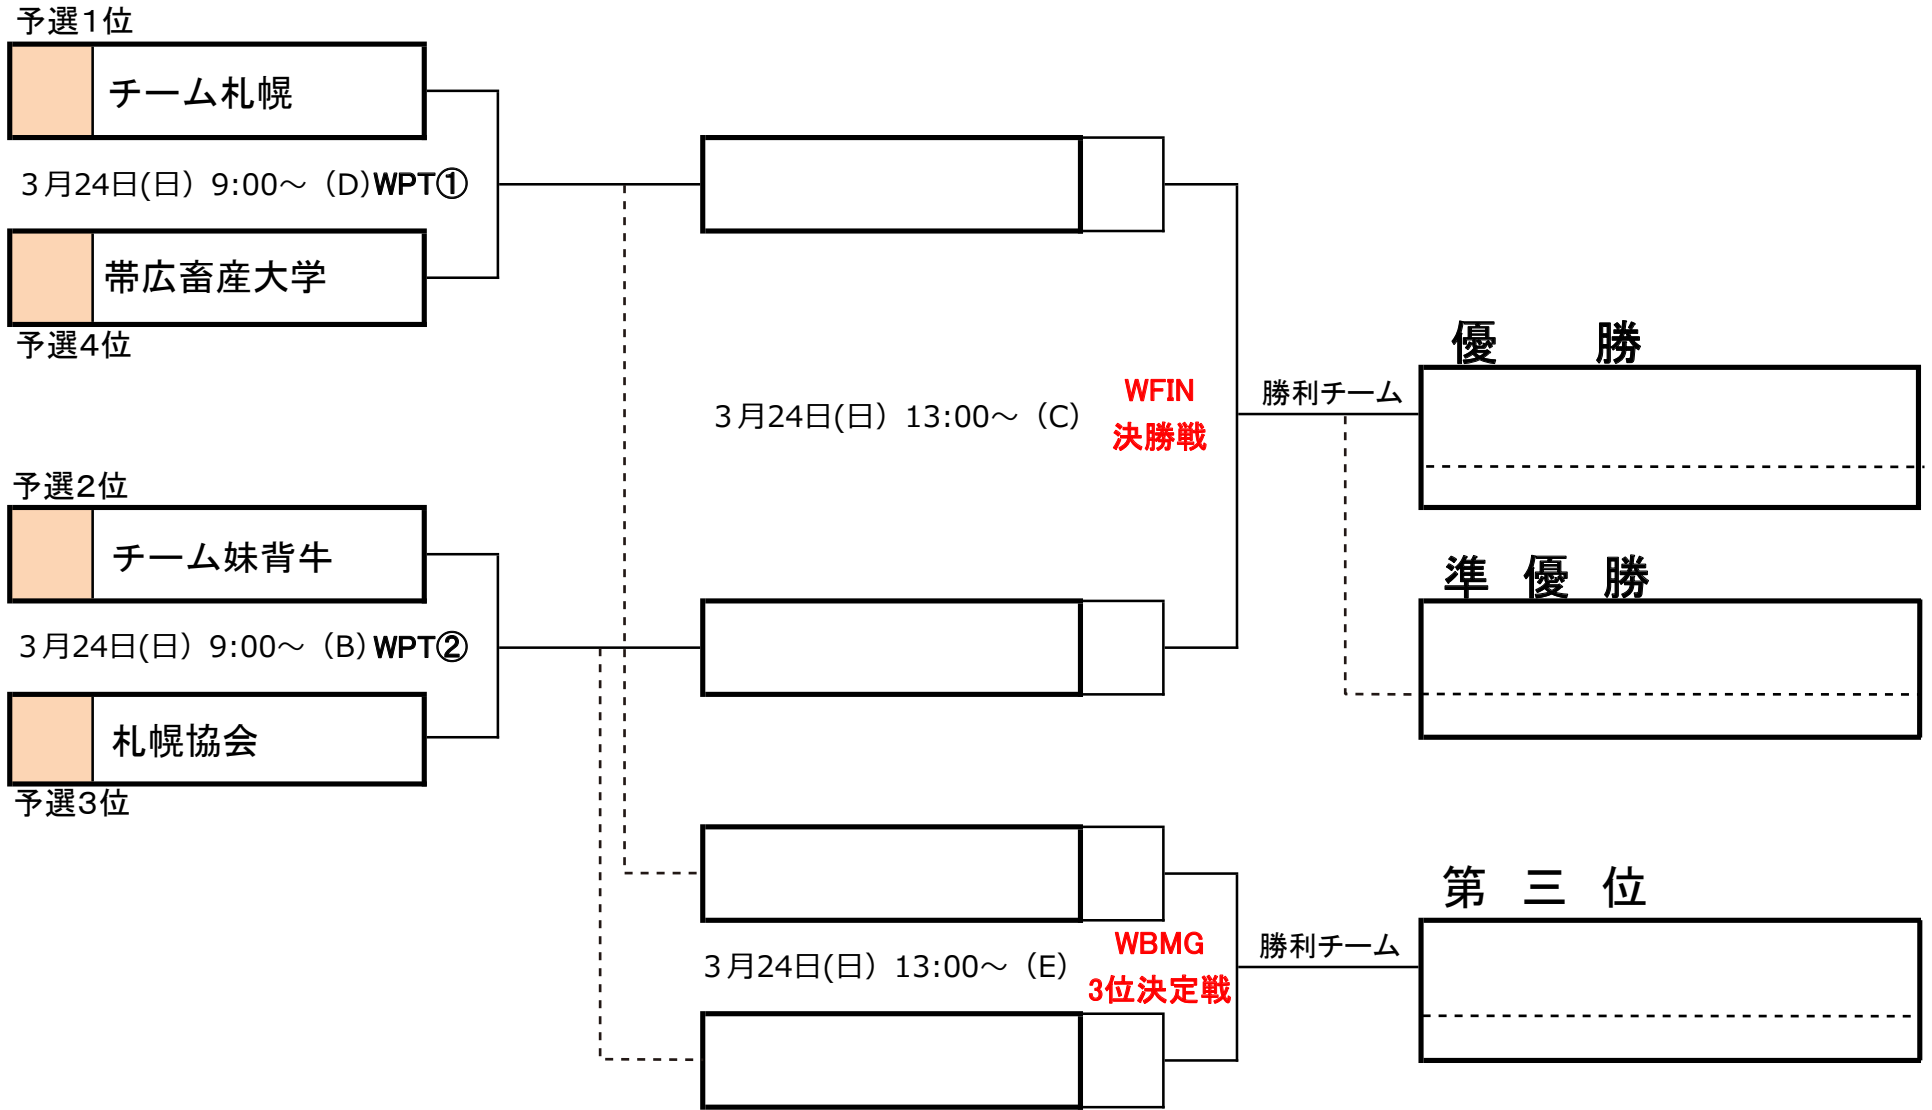 予選１位
チーム札幌
３月24日(日）9:00～（D）WPT①
帯広畜産大学
予選４位
予選２位
チーム妹背牛
３月24日(日）9:00～（B）WPT②
札幌協会
予選３位
３月24日(日）13:00～（C）
WFIN
決勝戦
３月24日(日）13:00～（E）
WBMG
3位決定戦
勝利チーム
優　勝
準 優 勝
勝利チーム
第 三 位